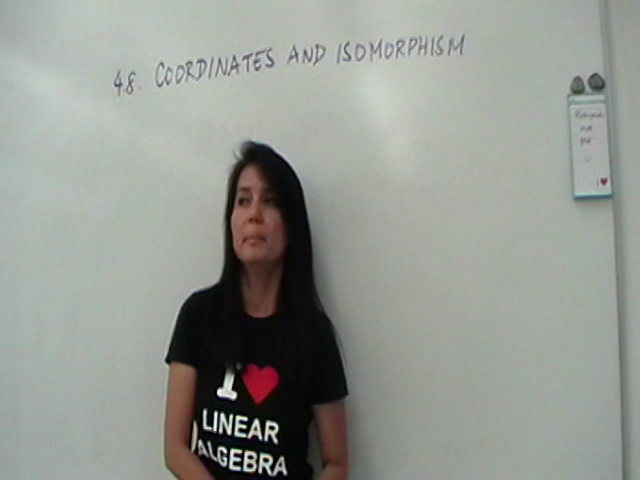 48. COORDINATES AND ISOMORPHISM
I ❤
LINEAR
ALGEBRA
I ❤